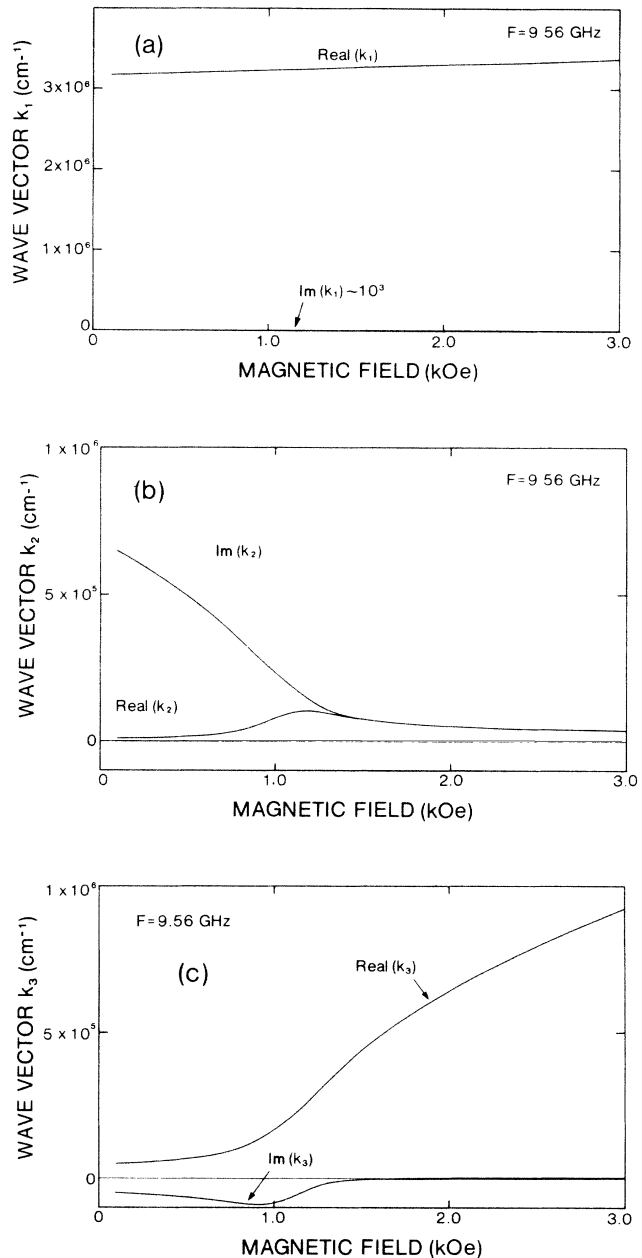 (a)
F=9 56 GHz
Real (k₁)
3x10⁶
2x10⁶
1x10⁶
0
WAVE VECTOR k₁ (cm⁻¹)
Im (k₁) ~ 10³
0
1.0
2.0
3.0
MAGNETIC FIELD (kOe)
1 x 10⁶
(b)
F=9 56 GHz
Im (k₂)
5 x 10⁵
Real (k₂)
0
WAVE VECTOR k₂ (cm⁻¹)
0
1.0
2.0
3.0
MAGNETIC FIELD (kOe)
1 x 10⁶
F=9.56 GHz
(c)
Real (k₃)
5 x 10⁵
Im (k₃)
0
WAVE VECTOR k₃ (cm⁻¹)
0
1.0
2.0
3.0
MAGNETIC FIELD (kOe)